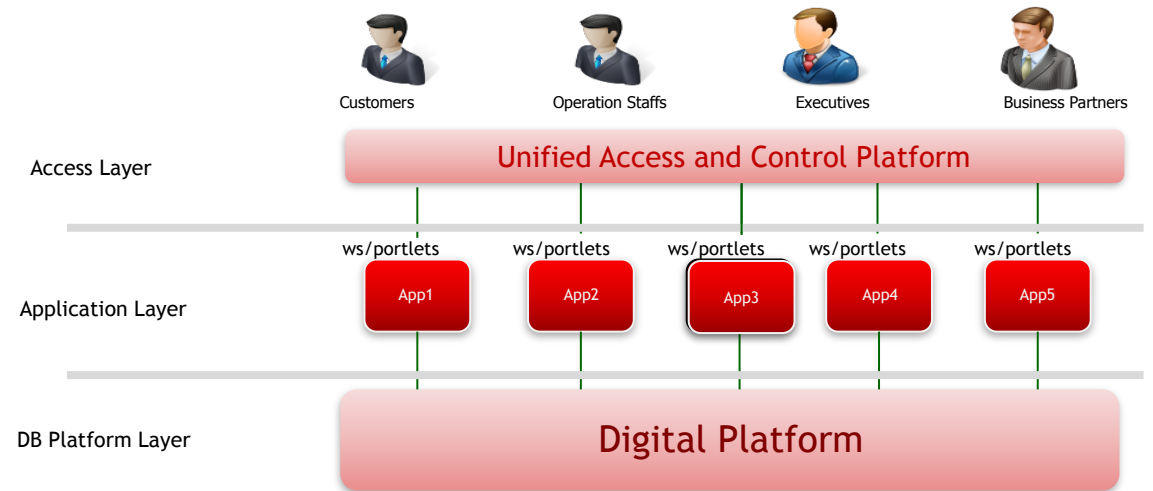 Customers
Operation Staffs
Executives
Business Partners
Access Layer
Unified Access and Control Platform
ws/portlets
ws/portlets
ws/portlets
ws/portlets
ws/portlets
Application Layer
App1
App2
App3
App4
App5
DB Platform Layer
Digital Platform